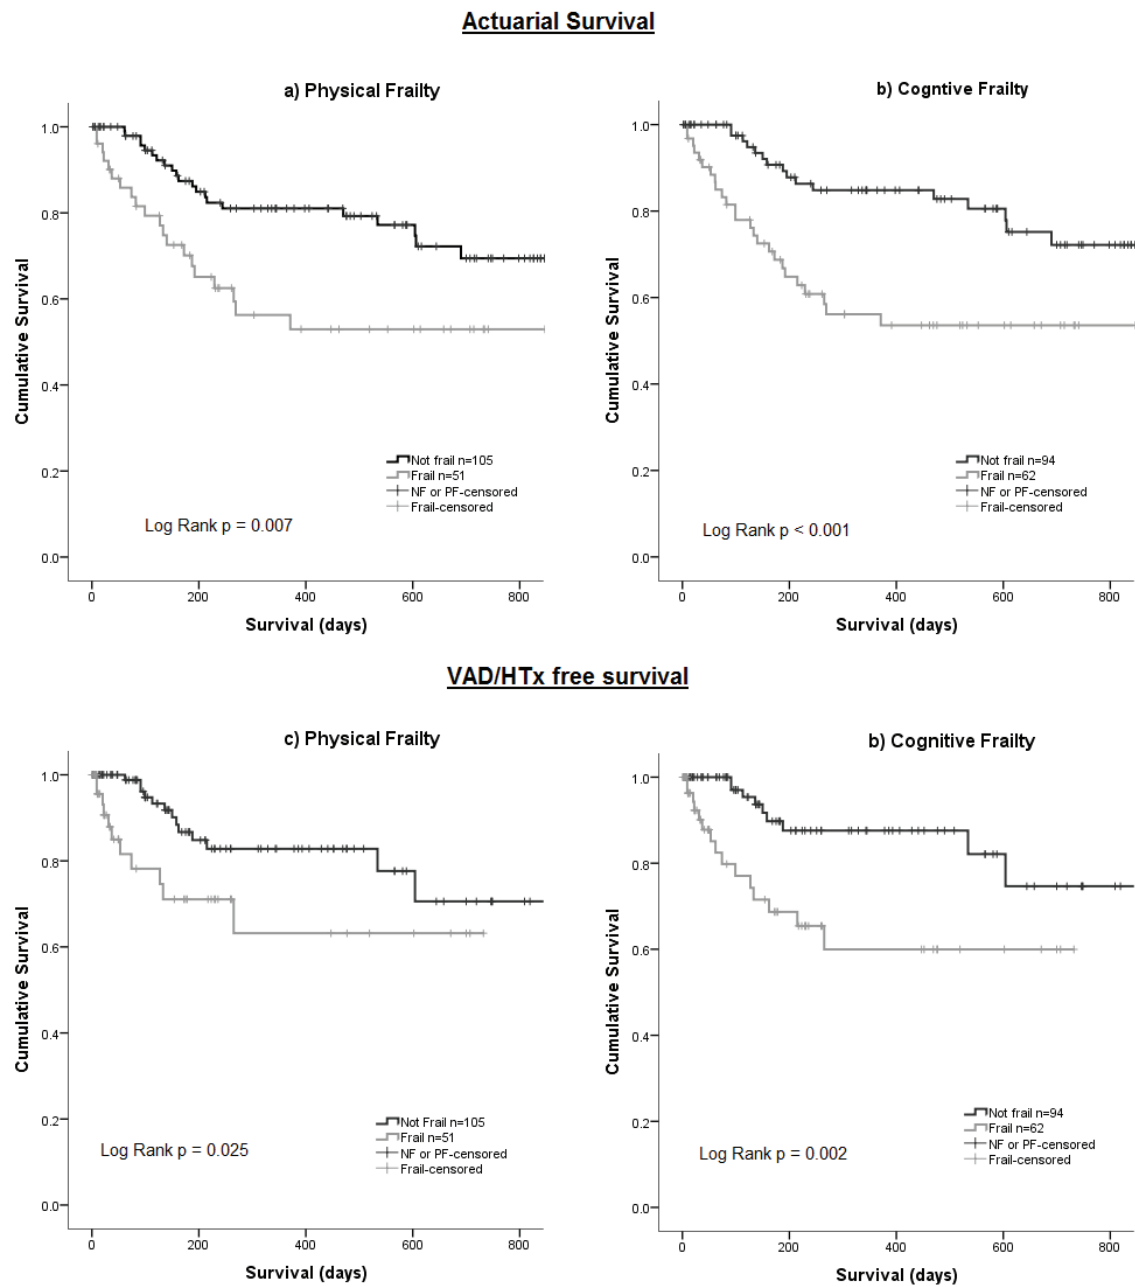 Actuarial Survival
a) Physical Frailty
1.0
0.8
0.6
0.4
0.2
0.0
Cumulative Survival
Not frail n=105
Frail n=51
NF or PF-censored
Frail-censored
Log Rank p = 0.007
0 200 400 600 800
Survival (days)
b) Cogntive Frailty
1.0
0.8
0.6
0.4
0.2
0.0
Cumulative Survival
Not frail n=94
Frail n=62
NF or PF-censored
Frail-censored
Log Rank p < 0.001
0 200 400 600 800
Survival (days)
VAD/HTx free survival
c) Physical Frailty
1.0
0.8
0.6
0.4
0.2
0.0
Cumulative Survival
Not Frail n=105
Frail n=51
NF or PF-censored
Frail-censored
Log Rank p = 0.025
0 200 400 600 800
Survival (days)
b) Cognitive Frailty
1.0
0.8
0.6
0.4
0.2
0.0
Cumulative Survival
Not frail n=94
Frail n=62
NF or PF-censored
Frail-censored
Log Rank p = 0.002
0 200 400 600 800
Survival (days)